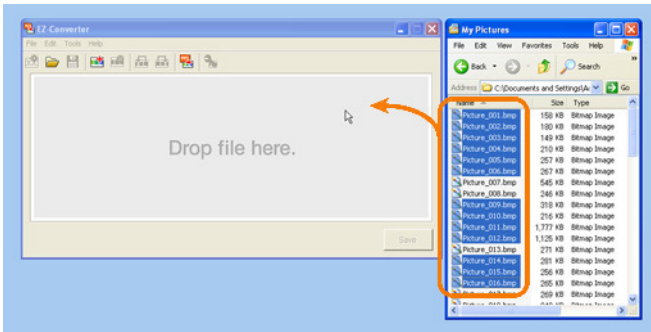 EZ-Converter
File Edit Tools Help
Drop file here.
Save
My Pictures
File Edit View Favorites Tools Help
Back Search
Address C:\Documents and Settings\A Go
Name Size Type
Picture_001.bmp 158 KB Bitmap Image
Picture_002.bmp 180 KB Bitmap Image
Picture_003.bmp 149 KB Bitmap Image
Picture_004.bmp 210 KB Bitmap Image
Picture_005.bmp 257 KB Bitmap Image
Picture_006.bmp 267 KB Bitmap Image
Picture_007.bmp 545 KB Bitmap Image
Picture_008.bmp 246 KB Bitmap Image
Picture_009.bmp 318 KB Bitmap Image
Picture_010.bmp 216 KB Bitmap Image
Picture_011.bmp 1,777 KB Bitmap Image
Picture_012.bmp 1,125 KB Bitmap Image
Picture_013.bmp 271 KB Bitmap Image
Picture_014.bmp 281 KB Bitmap Image
Picture_015.bmp 256 KB Bitmap Image
Picture_016.bmp 265 KB Bitmap Image
Picture_017.bmp 269 KB Bitmap Image